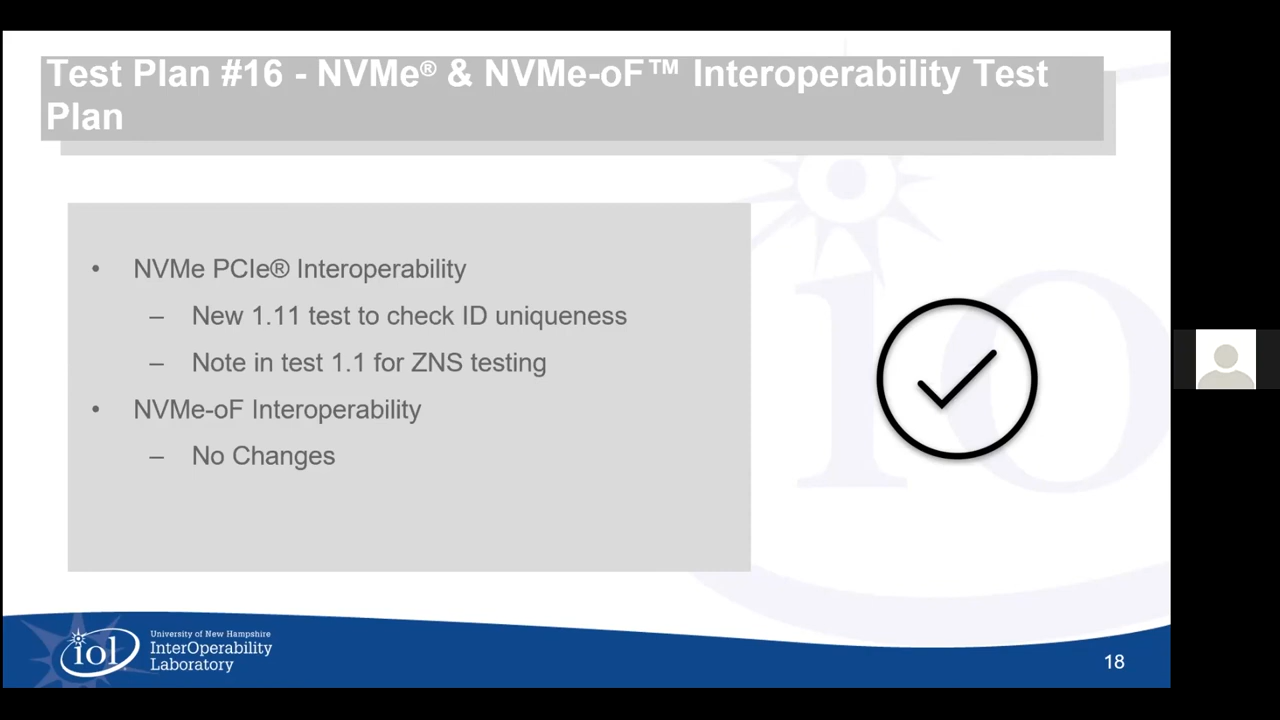 Test Plan #16 - NVMe® & NVMe-oF™ Interoperability Test
Plan
• NVMe PCIe® Interoperability
– New 1.11 test to check ID uniqueness
– Note in test 1.1 for ZNS testing
• NVMe-oF Interoperability
– No Changes
iol
University of New Hampshire
InterOperability
Laboratory
18